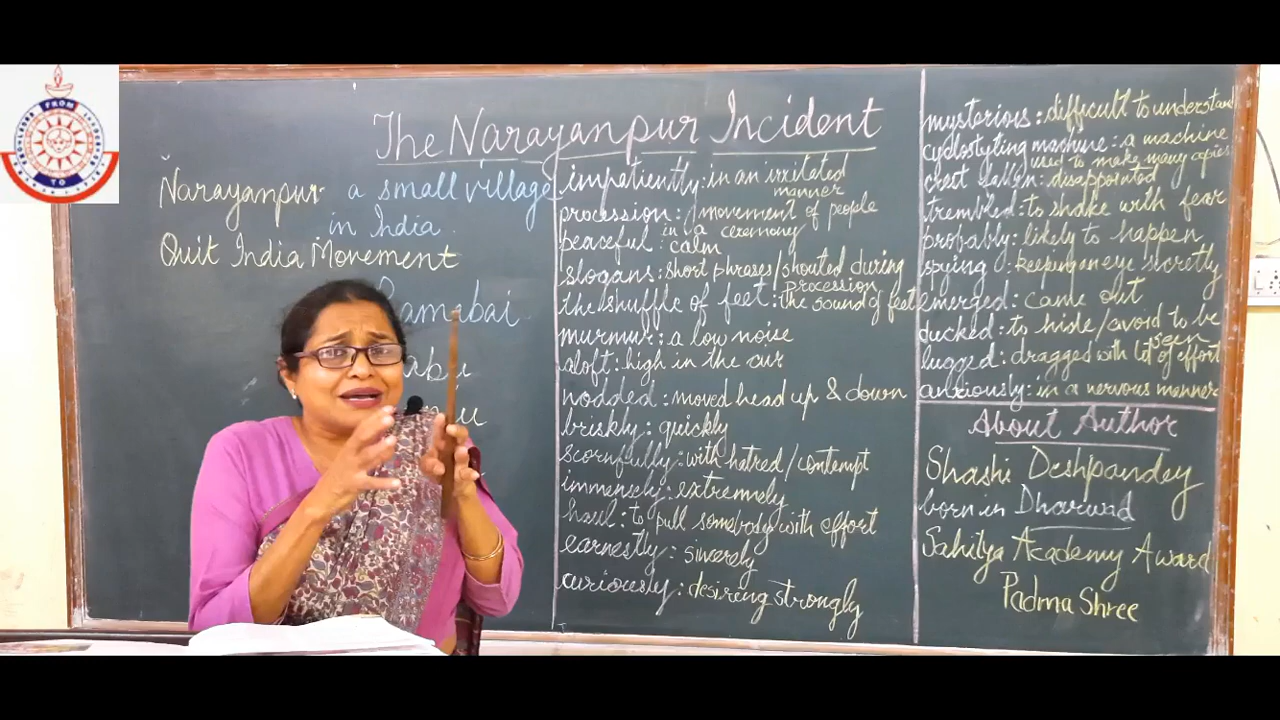 The Narayanpur Incident
Narayanpur a small village
in India.
Quit India Movement
Ramabai
impatiently: in an irritated
manner
procession: movement of people
in a ceremony
peaceful: calm
slogans: short phrases/shouted during
procession
the shuffle of feet: the sound of feet
murmur: a low noise
aloft: high in the air
nodded: moved head up & down
briskly: quickly
scornfully: with hatred/contempt
immensely: extremely
haul: to pull somebody with effort
earnestly: sincerely
curiously: desiring strongly
mysterious: difficult to understand
cyclostyling machine: a machine
used to make many copies
crest fallen: disappointed
trembled: to shake with fear
probably: likely to happen
spying: keeping an eye secretly
emerged: came out
ducked: to hide/avoid to be
seen
lugged: dragged with lot of effort
anxiously: in a nervous manner
About Author
Shashi Deshpandey
born in Dharwad
Sahitya Academy Award
Padma Shree
FROM
TO